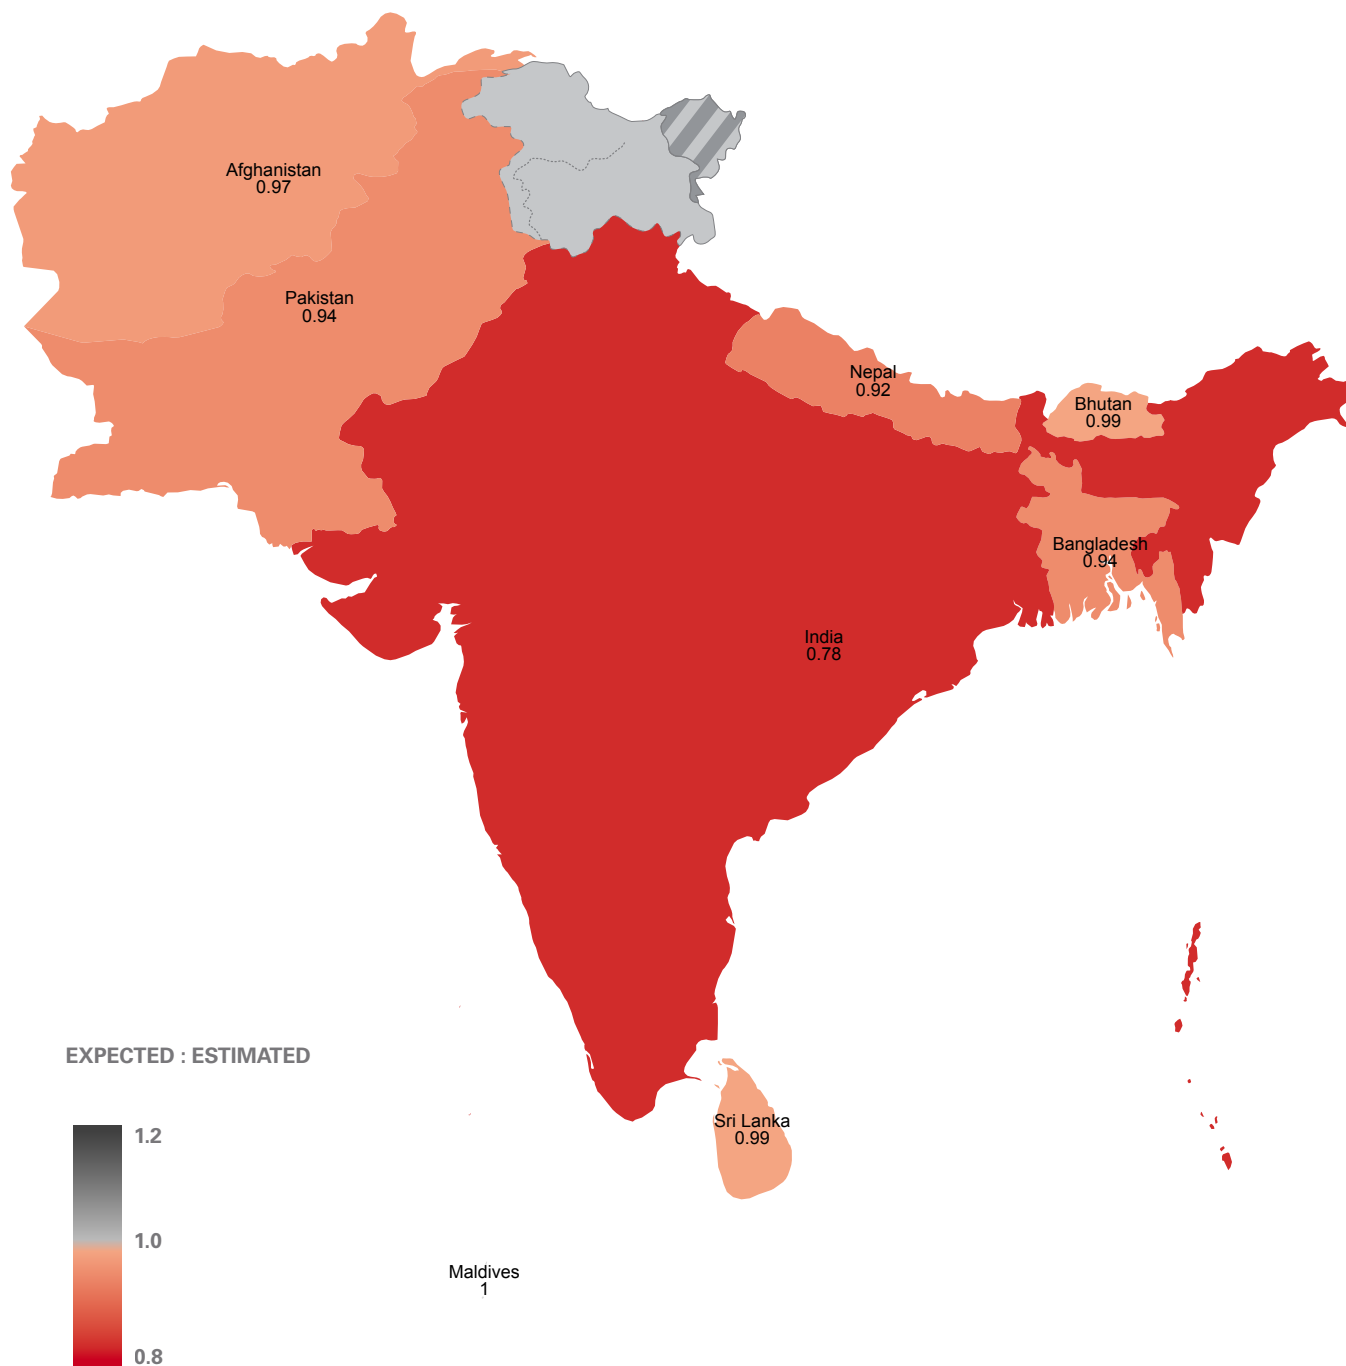 Afghanistan
0.97
Pakistan
0.94
Nepal
0.92
Bhutan
0.99
Bangladesh
0.94
India
0.78
EXPECTED : ESTIMATED
1.2
1.0
0.8
Sri Lanka
0.99
Maldives
1